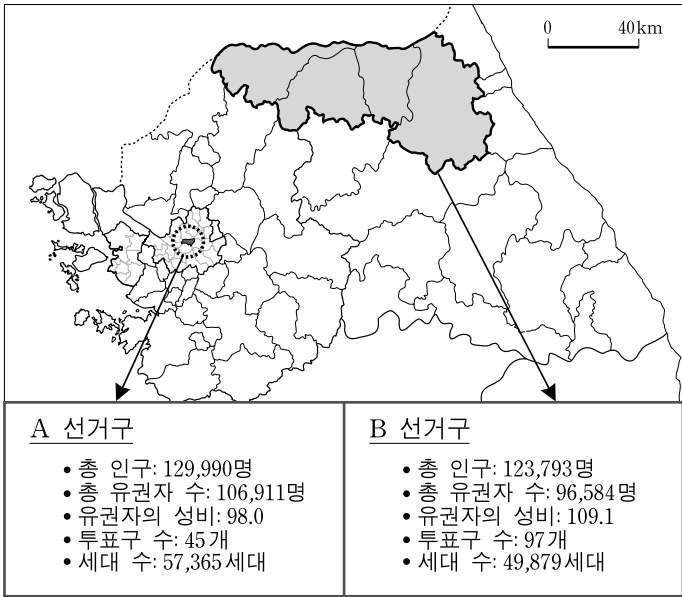 0 40km
A 선거구
• 총 인구: 129,990명
• 총 유권자 수: 106,911명
• 유권자의 성비: 98.0
• 투표구 수: 45개
• 세대 수: 57,365세대
B 선거구
• 총 인구: 123,793명
• 총 유권자 수: 96,584명
• 유권자의 성비: 109.1
• 투표구 수: 97개
• 세대 수: 49,879세대